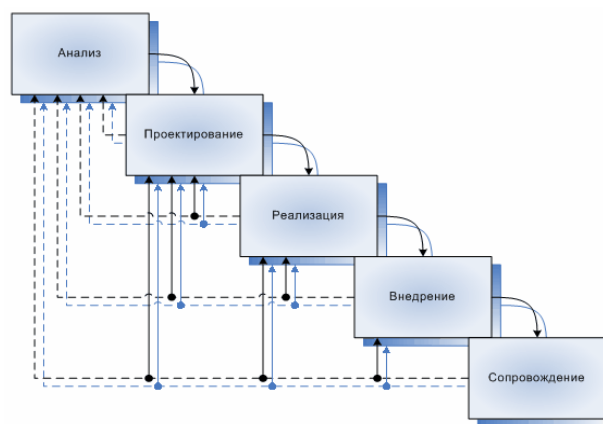 Анализ
Проектирование
Реализация
Внедрение
Сопровождение